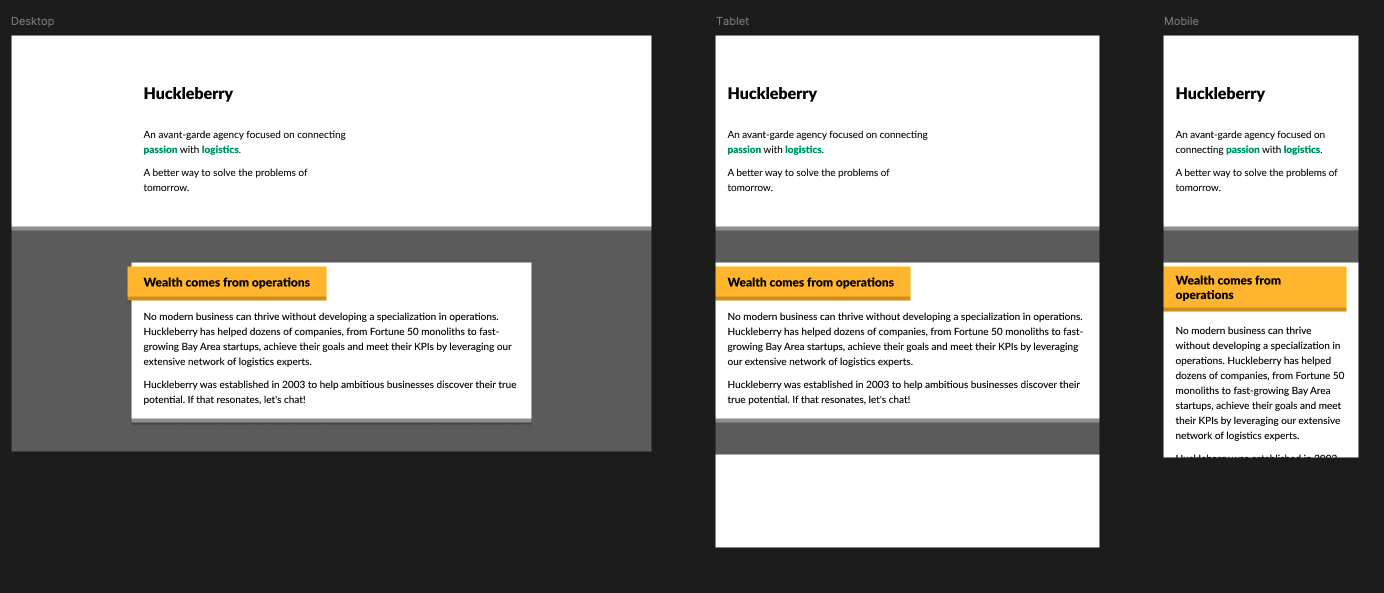 Desktop
Huckleberry
An avant-garde agency focused on connecting
passion with logistics.
A better way to solve the problems of
tomorrow.
Wealth comes from operations
No modern business can thrive without developing a specialization in operations.
Huckleberry has helped dozens of companies, from Fortune 50 monoliths to fast-
growing Bay Area startups, achieve their goals and meet their KPIs by leveraging our
extensive network of logistics experts.
Huckleberry was established in 2003 to help ambitious businesses discover their true
potential. If that resonates, let's chat!
Tablet
Huckleberry
An avant-garde agency focused on connecting
passion with logistics.
A better way to solve the problems of
tomorrow.
Wealth comes from operations
No modern business can thrive without developing a specialization in operations.
Huckleberry has helped dozens of companies, from Fortune 50 monoliths to fast-
growing Bay Area startups, achieve their goals and meet their KPIs by leveraging
our extensive network of logistics experts.
Huckleberry was established in 2003 to help ambitious businesses discover their
true potential. If that resonates, let's chat!
Mobile
Huckleberry
An avant-garde agency focused on
connecting passion with logistics.
A better way to solve the problems of
tomorrow.
Wealth comes from
operations
No modern business can thrive
without developing a specialization in
operations. Huckleberry has helped
dozens of companies, from Fortune 50
monoliths to fast-growing Bay Area
startups, achieve their goals and meet
their KPIs by leveraging our extensive
network of logistics experts.
Huckleberry was established in 2003